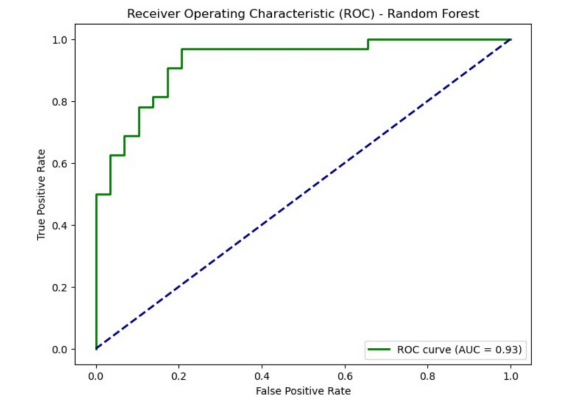 Receiver Operating Characteristic (ROC) - Random Forest
1.0
0.8
0.6
0.4
0.2
0.0
True Positive Rate
ROC curve (AUC = 0.93)
0.0 0.2 0.4 0.6 0.8 1.0
False Positive Rate